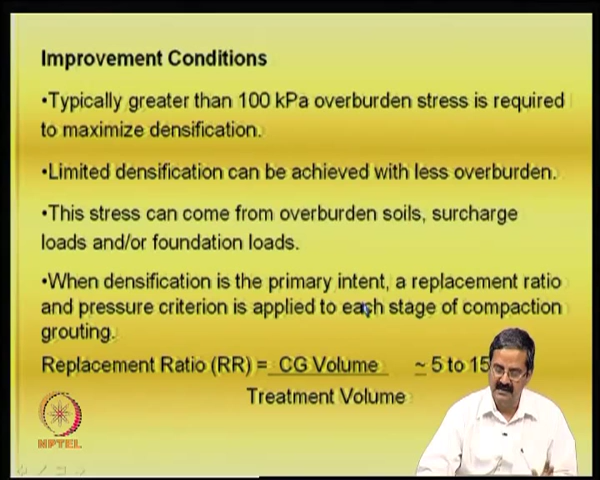 Improvement Conditions
•Typically greater than 100 kPa overburden stress is required
to maximize densification.
•Limited densification can be achieved with less overburden.
•This stress can come from overburden soils, surcharge
loads and/or foundation loads.
•When densification is the primary intent, a replacement ratio
and pressure criterion is applied to each stage of compaction
grouting.
Replacement Ratio (RR) = CG Volume ~ 5 to 15
Treatment Volume
NPTEL